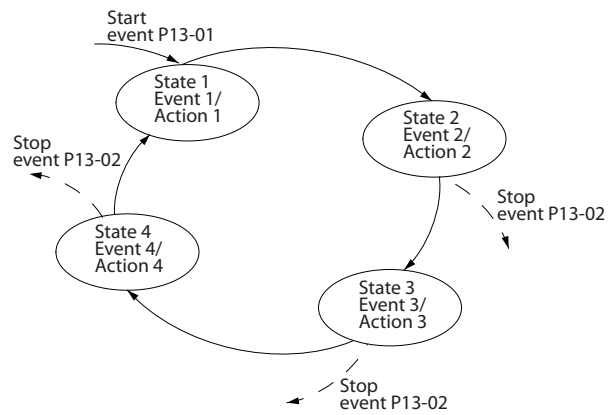 Start
event P13-01
State 1
Event 1/
Action 1
State 2
Event 2/
Action 2
Stop
event P13-02
Stop
event P13-02
State 4
Event 4/
Action 4
State 3
Event 3/
Action 3
Stop
event P13-02